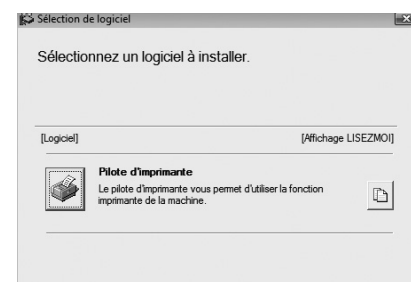 Sélection de logiciel
Sélectionnez un logiciel à installer.
[Logiciel] [Affichage LISEZMOI]
Pilote d'imprimante
Le pilote d'imprimante vous permet d'utiliser la fonction
imprimante de la machine.